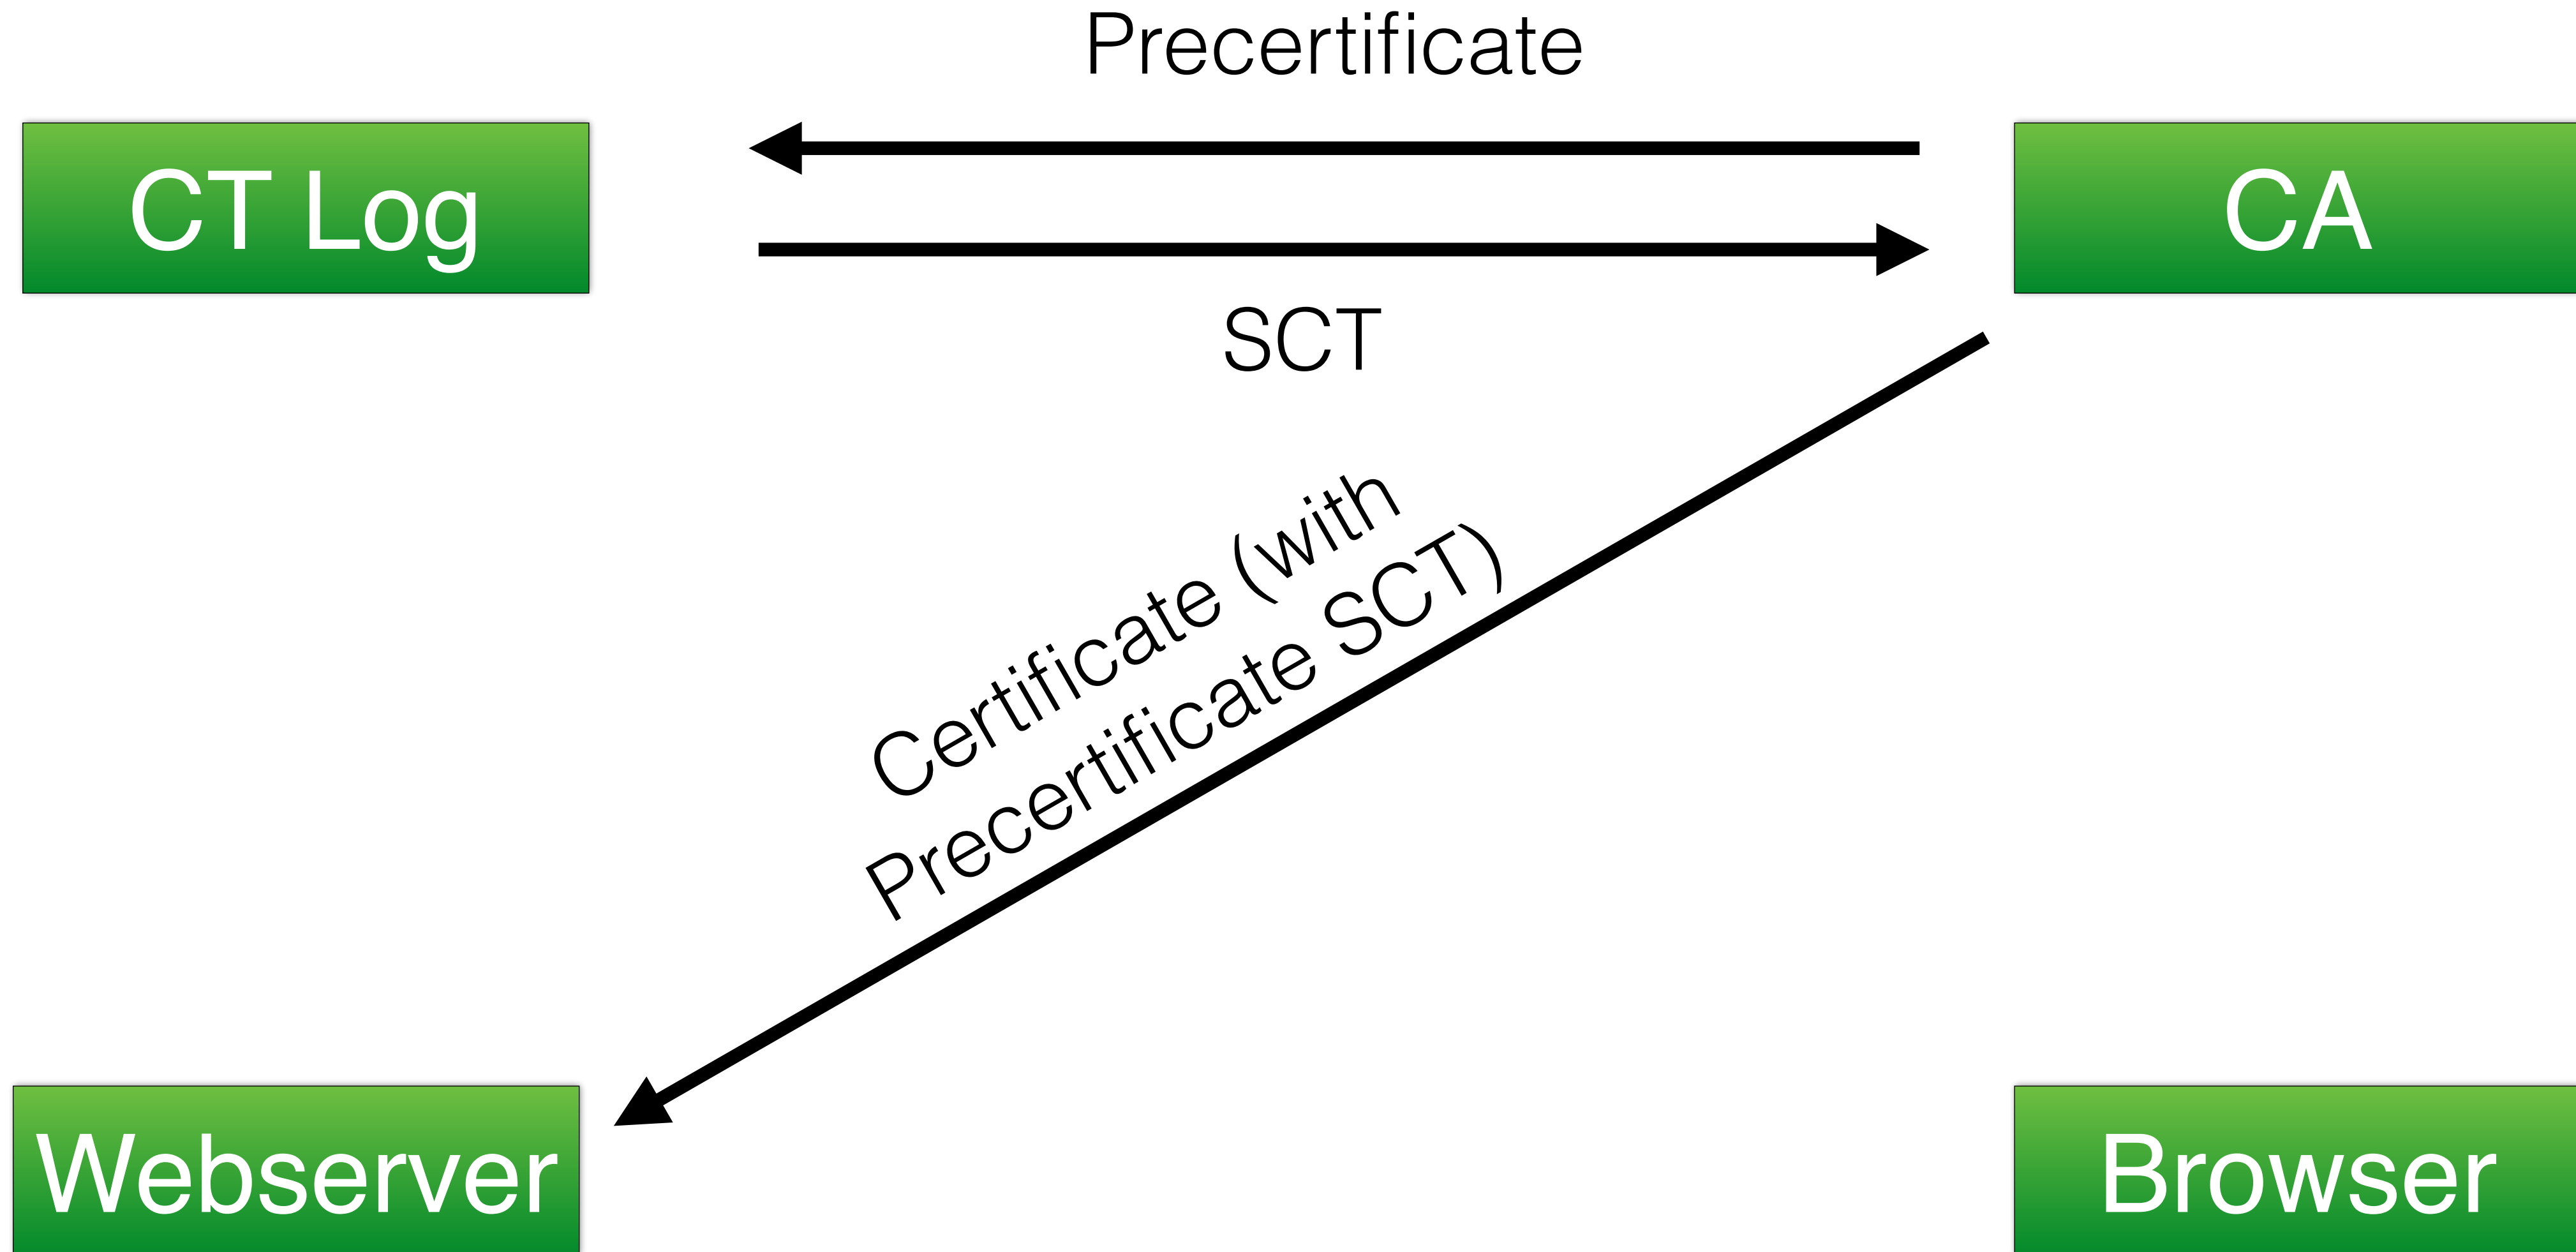 Precertificate
CT Log
CA
SCT
Certificate (with
Precertificate SCT)
Webserver
Browser